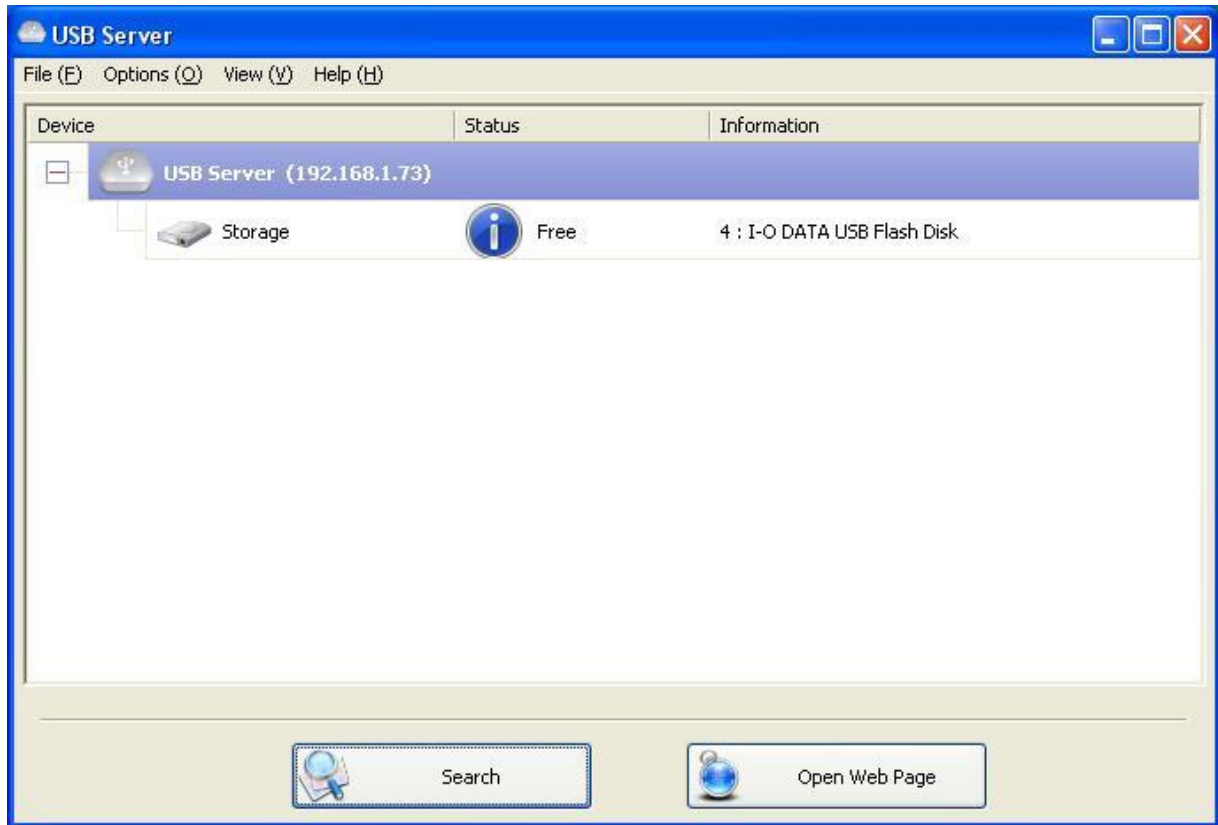 USB Server
File (F) Options (O) View (V) Help (H)
Device Status Information
USB Server (192.168.1.73)
Storage Free 4 : I-O DATA USB Flash Disk
Search Open Web Page